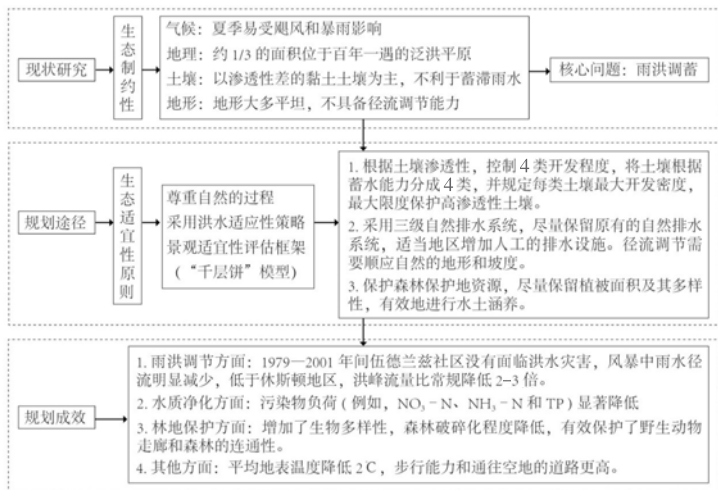 现状研究
生态制约性
气候：夏季易受飓风和暴雨影响
地理：约 1/3 的面积位于百年一遇的泛洪平原
土壤：以渗透性差的黏土土壤为主，不利于蓄滞雨水
地形：地形大多平坦，不具备径流调节能力
核心问题：雨洪调蓄
规划途径
生态适宜性原则
尊重自然的过程
采用洪水适应性策略
景观适宜性评估框架
（“千层饼”模型）
1. 根据土壤渗透性，控制 4 类开发程度，将土壤根据
蓄水能力分成 4 类，并规定每类土壤最大开发密度，
最大限度保护高渗透性土壤。
2. 采用三级自然排水系统，尽量保留原有的自然排水
系统，适当地区增加人工的排水设施。径流调节需
要顺应自然的地形和坡度。
3. 保护森林保护地资源，尽量保留植被面积及其多样
性，有效地进行水土涵养。
规划成效
1. 雨洪调节方面：1979—2001 年间伍德兰兹社区没有面临洪水灾害，风暴中雨水径
流明显减少，低于休斯顿地区，洪峰流量比常规降低 2-3 倍。
2. 水质净化方面：污染物负荷 ( 例如，NO₃-N、NH₃-N 和 TP ) 显著降低
3. 林地保护方面：增加了生物多样性，森林破碎化程度降低，有效保护了野生动物
走廊和森林的连通性。
4. 其他方面：平均地表温度降低 2℃，步行能力和通往空地的道路更高。